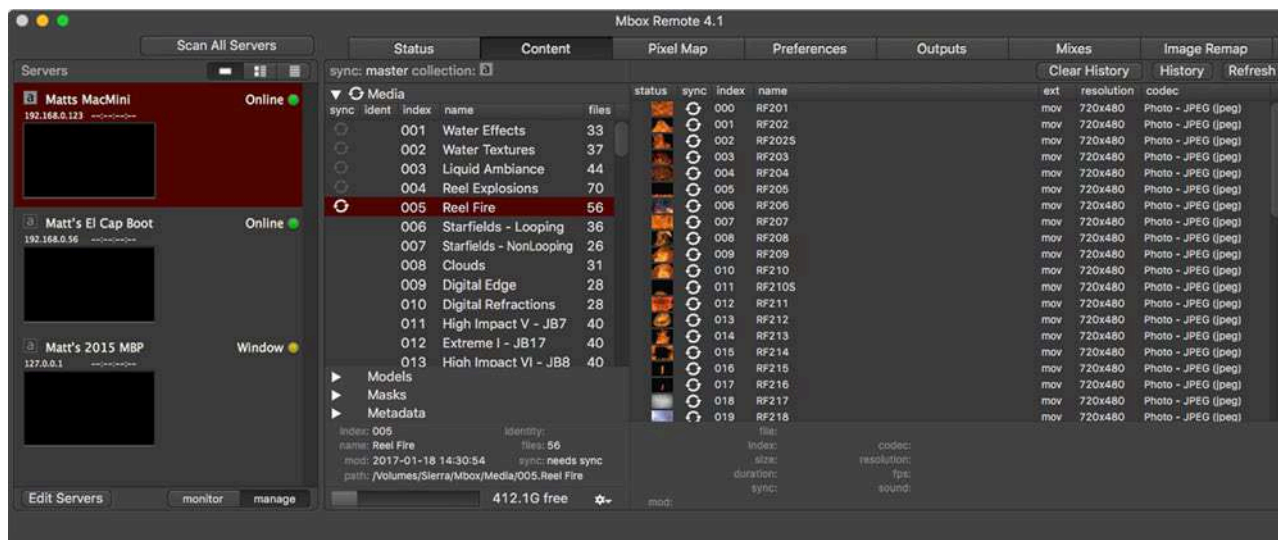 Mbox Remote 4.1
Scan All Servers
Status Content Pixel Map Preferences Outputs Mixes Image Remap
Servers
sync: master collection: a
Clear History History Refresh
a Matts MacMini Online
192.168.0.123 --:--:--:--
a Matt's El Cap Boot Online
192.168.0.56 --:--:--:--
a Matt's 2015 MBP Window
127.0.0.1 --:--:--:--
Edit Servers monitor manage
Media
sync ident index name files
001 Water Effects 33
002 Water Textures 37
003 Liquid Ambiance 44
004 Reel Explosions 70
005 Reel Fire 56
006 Starfields - Looping 36
007 Starfields - NonLooping 26
008 Clouds 31
009 Digital Edge 28
010 Digital Refractions 28
011 High Impact V - JB7 40
012 Extreme I - JB17 40
013 High Impact VI - JB8 40
Models
Masks
Metadata
index: 005 identity:
name: Reel Fire files: 56
mod: 2017-01-18 14:30:54 sync: needs sync
path: /Volumes/Sierra/Mbox/Media/005.Reel Fire
412.1G free
status sync index name ext resolution codec
000 RF201 mov 720x480 Photo - JPEG (jpeg)
001 RF202 mov 720x480 Photo - JPEG (jpeg)
002 RF202S mov 720x480 Photo - JPEG (jpeg)
003 RF203 mov 720x480 Photo - JPEG (jpeg)
004 RF204 mov 720x480 Photo - JPEG (jpeg)
005 RF205 mov 720x480 Photo - JPEG (jpeg)
006 RF206 mov 720x480 Photo - JPEG (jpeg)
007 RF207 mov 720x480 Photo - JPEG (jpeg)
008 RF208 mov 720x480 Photo - JPEG (jpeg)
009 RF209 mov 720x480 Photo - JPEG (jpeg)
010 RF210 mov 720x480 Photo - JPEG (jpeg)
011 RF210S mov 720x480 Photo - JPEG (jpeg)
012 RF211 mov 720x480 Photo - JPEG (jpeg)
013 RF212 mov 720x480 Photo - JPEG (jpeg)
014 RF213 mov 720x480 Photo - JPEG (jpeg)
015 RF214 mov 720x480 Photo - JPEG (jpeg)
016 RF215 mov 720x480 Photo - JPEG (jpeg)
017 RF216 mov 720x480 Photo - JPEG (jpeg)
018 RF217 mov 720x480 Photo - JPEG (jpeg)
019 RF218 mov 720x480 Photo - JPEG (jpeg)
file:
index: codec:
size: resolution:
duration: fps:
sync: sound:
mod: